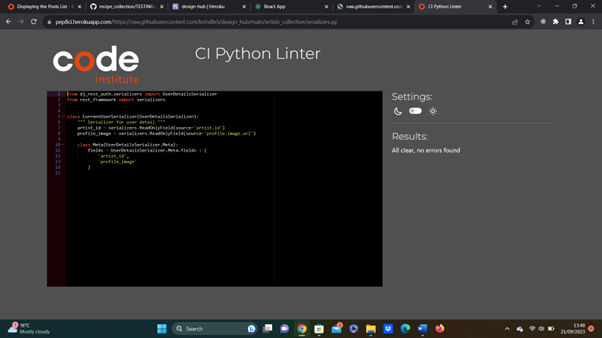 Displaying the Posts List - 
recipe_collection/TESTING.
design-hub | Heroku
React App
raw.githubusercontent.com/bri
CI Python Linter
pep8ci.herokuapp.com/https://raw.githubusercontent.com/brindle5/design_hub/main/artists_collective/serializers.py
code
institute
CI Python Linter
1 from dj_rest_auth.serializers import UserDetailsSerializer
2 from rest_framework import serializers
3
4
5 class CurrentUserSerializer(UserDetailsSerializer):
6 """ Serializer for user detail """
7 artist_id = serializers.ReadOnlyField(source='artist.id')
8 profile_image = serializers.ReadOnlyField(source='profile.image.url')
9
10 class Meta(UserDetailsSerializer.Meta):
11 fields = UserDetailsSerializer.Meta.fields + (
12 'artist_id',
13 'profile_image'
14 )
15
Settings:
Results:
All clear, no errors found
16°C
Mostly cloudy
Search
13:48
21/09/2023